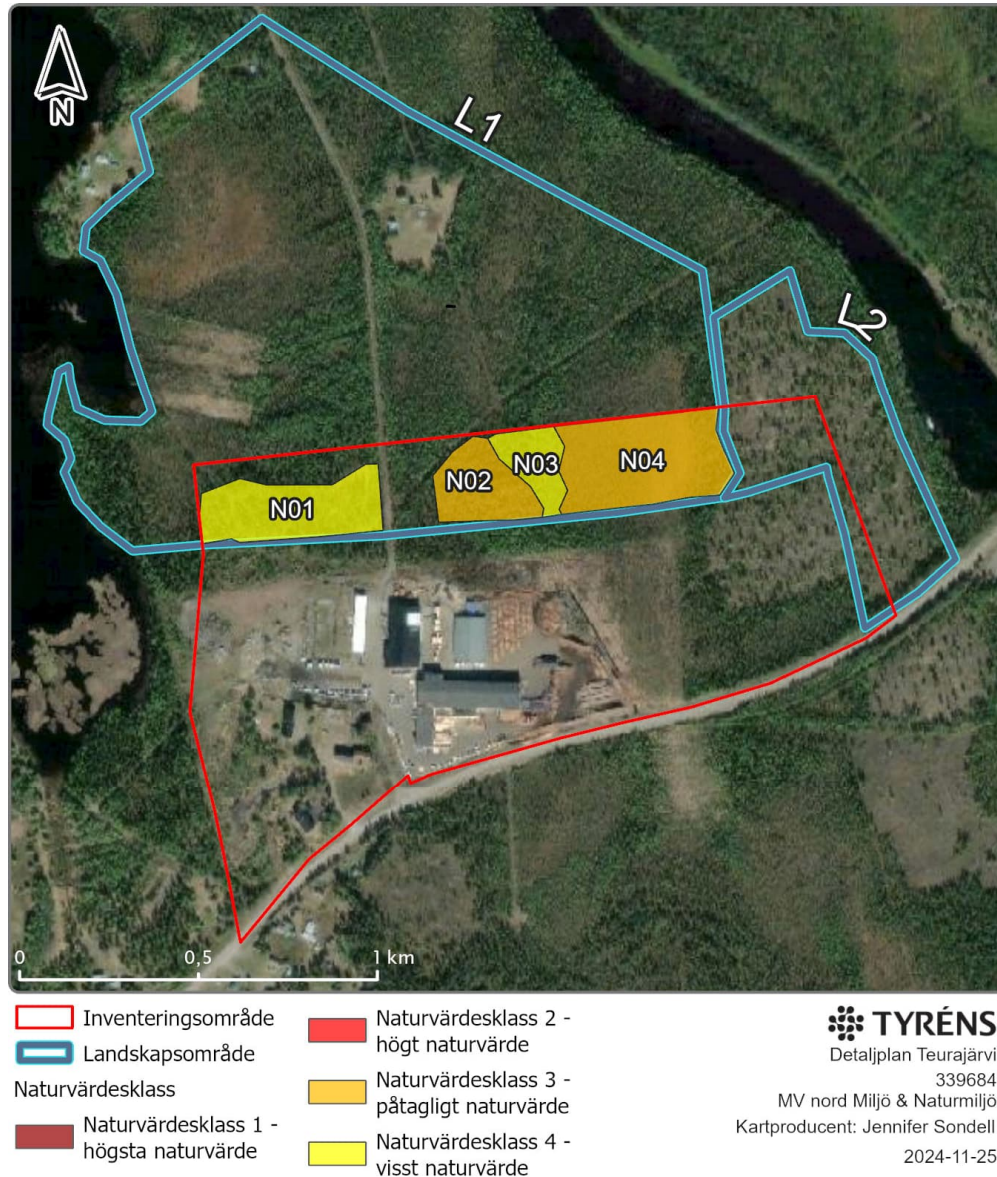 N
L1
L2
N01
N02
N03
N04
0
0,5
1 km
Inventeringsområde
Landskapsområde
Naturvärdesklass
Naturvärdesklass 1 -
högsta naturvärde
Naturvärdesklass 2 -
högt naturvärde
Naturvärdesklass 3 -
påtagligt naturvärde
Naturvärdesklass 4 -
visst naturvärde
TYRÉNS
Detaljplan Teurajärvi
339684
MV nord Miljö & Naturmiljö
Kartproducent: Jennifer Sondell
2024-11-25